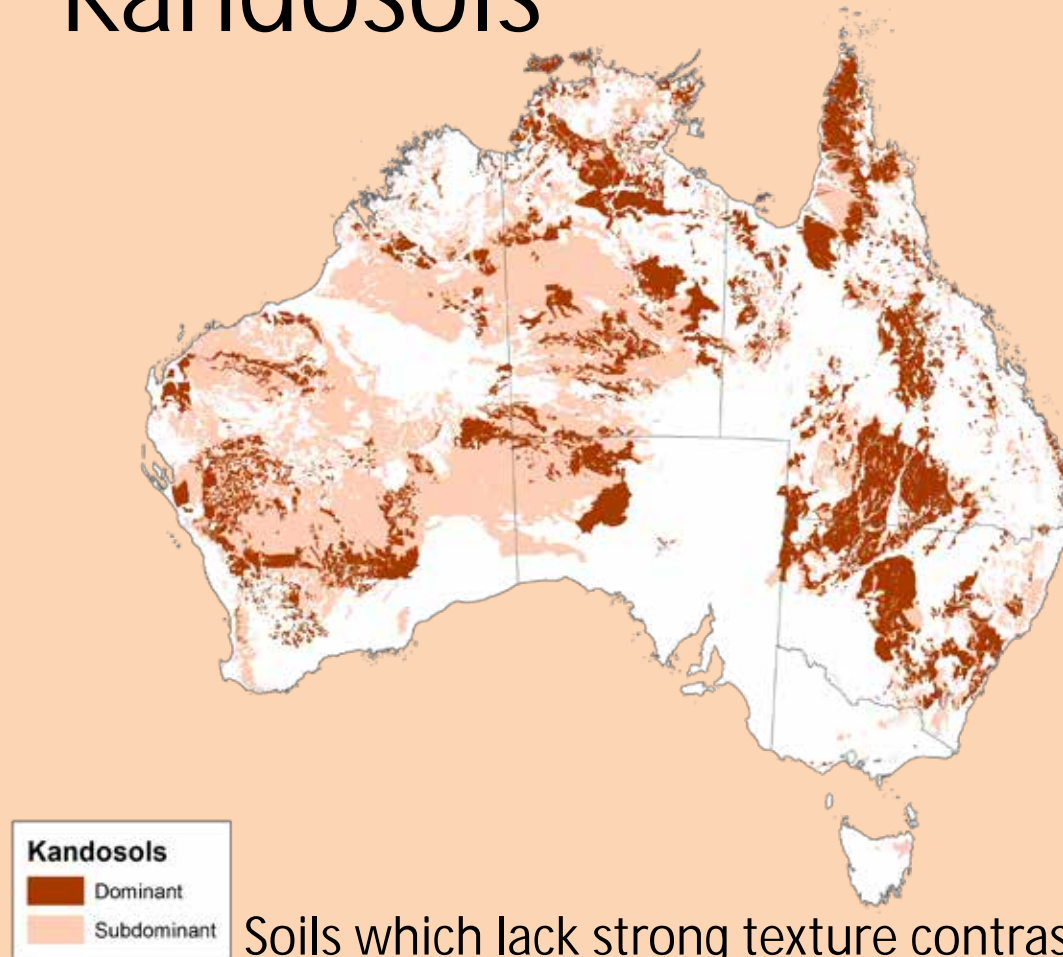 Kandosols
Kandosols
Dominant
Subdominant
Soils which lack strong texture contras